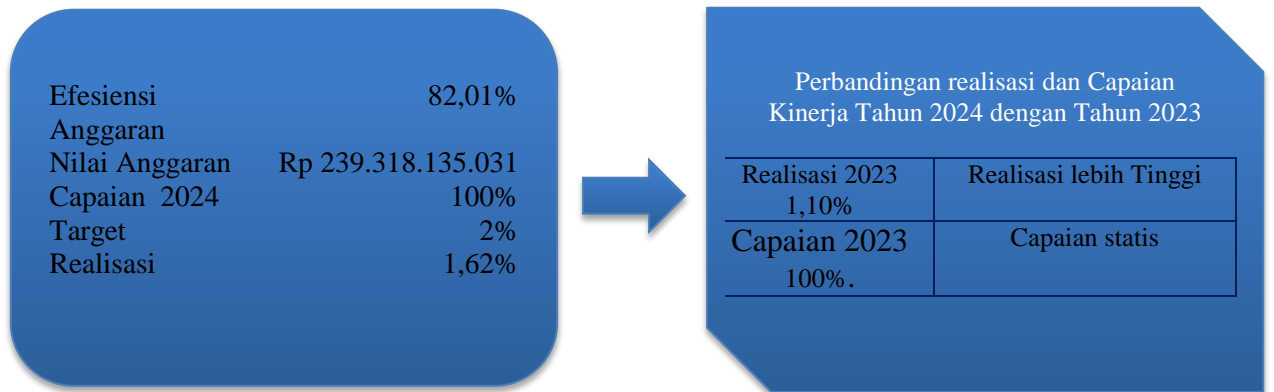 Efesiensi 82,01%
Anggaran
Nilai Anggaran Rp 239.318.135.031
Capaian 2024 100%
Target 2%
Realisasi 1,62%
Perbandingan realisasi dan Capaian
Kinerja Tahun 2024 dengan Tahun 2023
Realisasi 2023 Realisasi lebih Tinggi
1,10%
Capaian 2023 Capaian statis
100%.